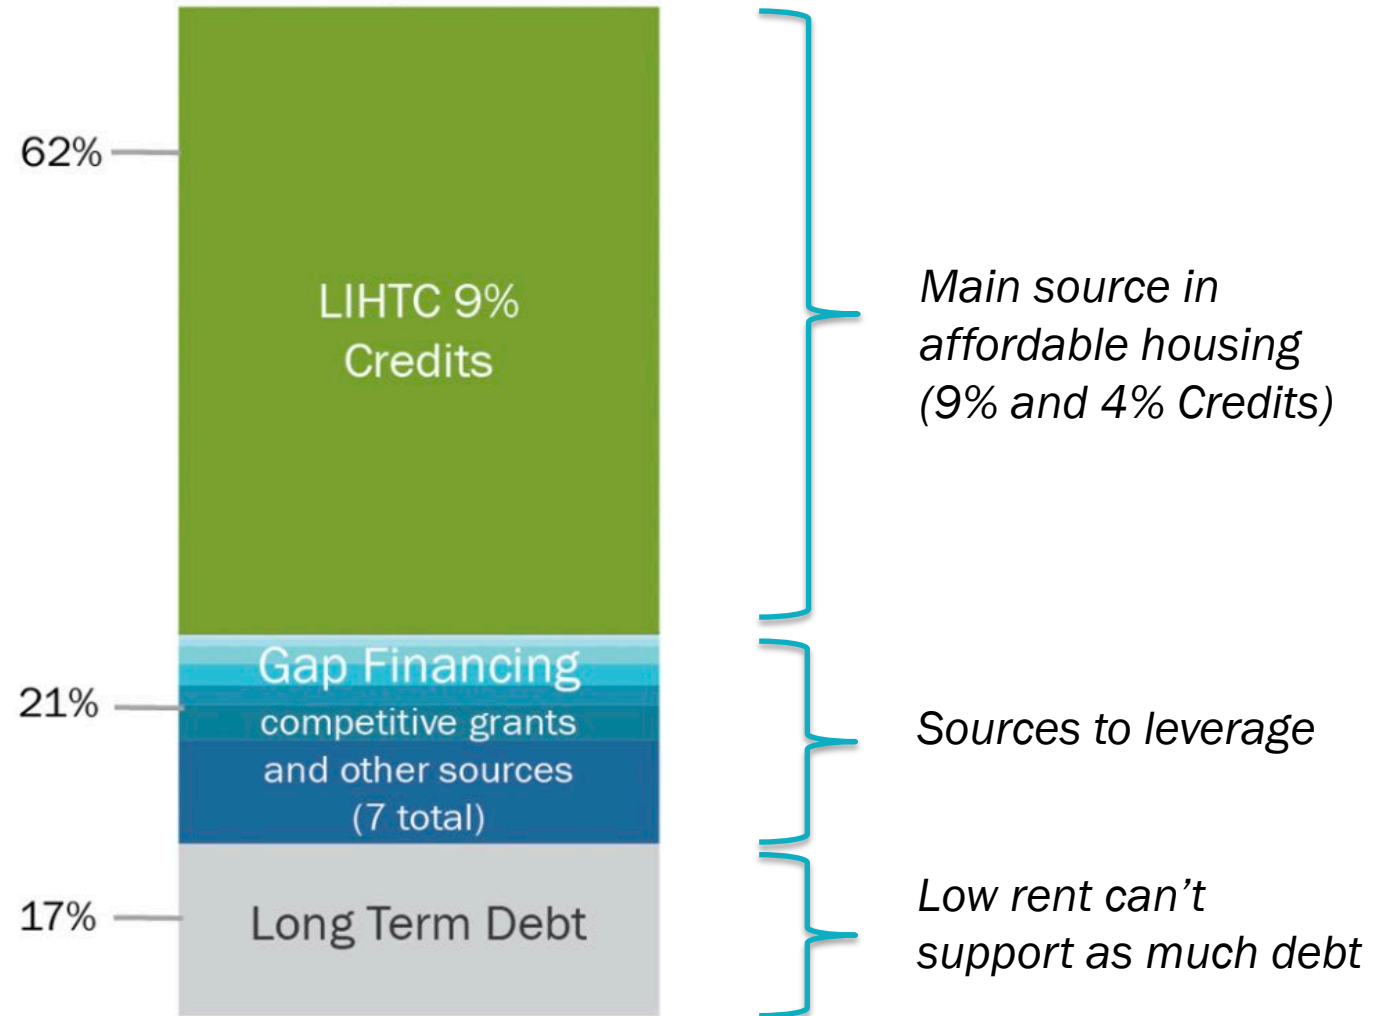 62%
LIHTC 9%
Credits
Main source in
affordable housing
(9% and 4% Credits)
Gap Financing
21%
competitive grants
and other sources
(7 total)
Sources to leverage
17%
Long Term Debt
Low rent can’t
support as much debt